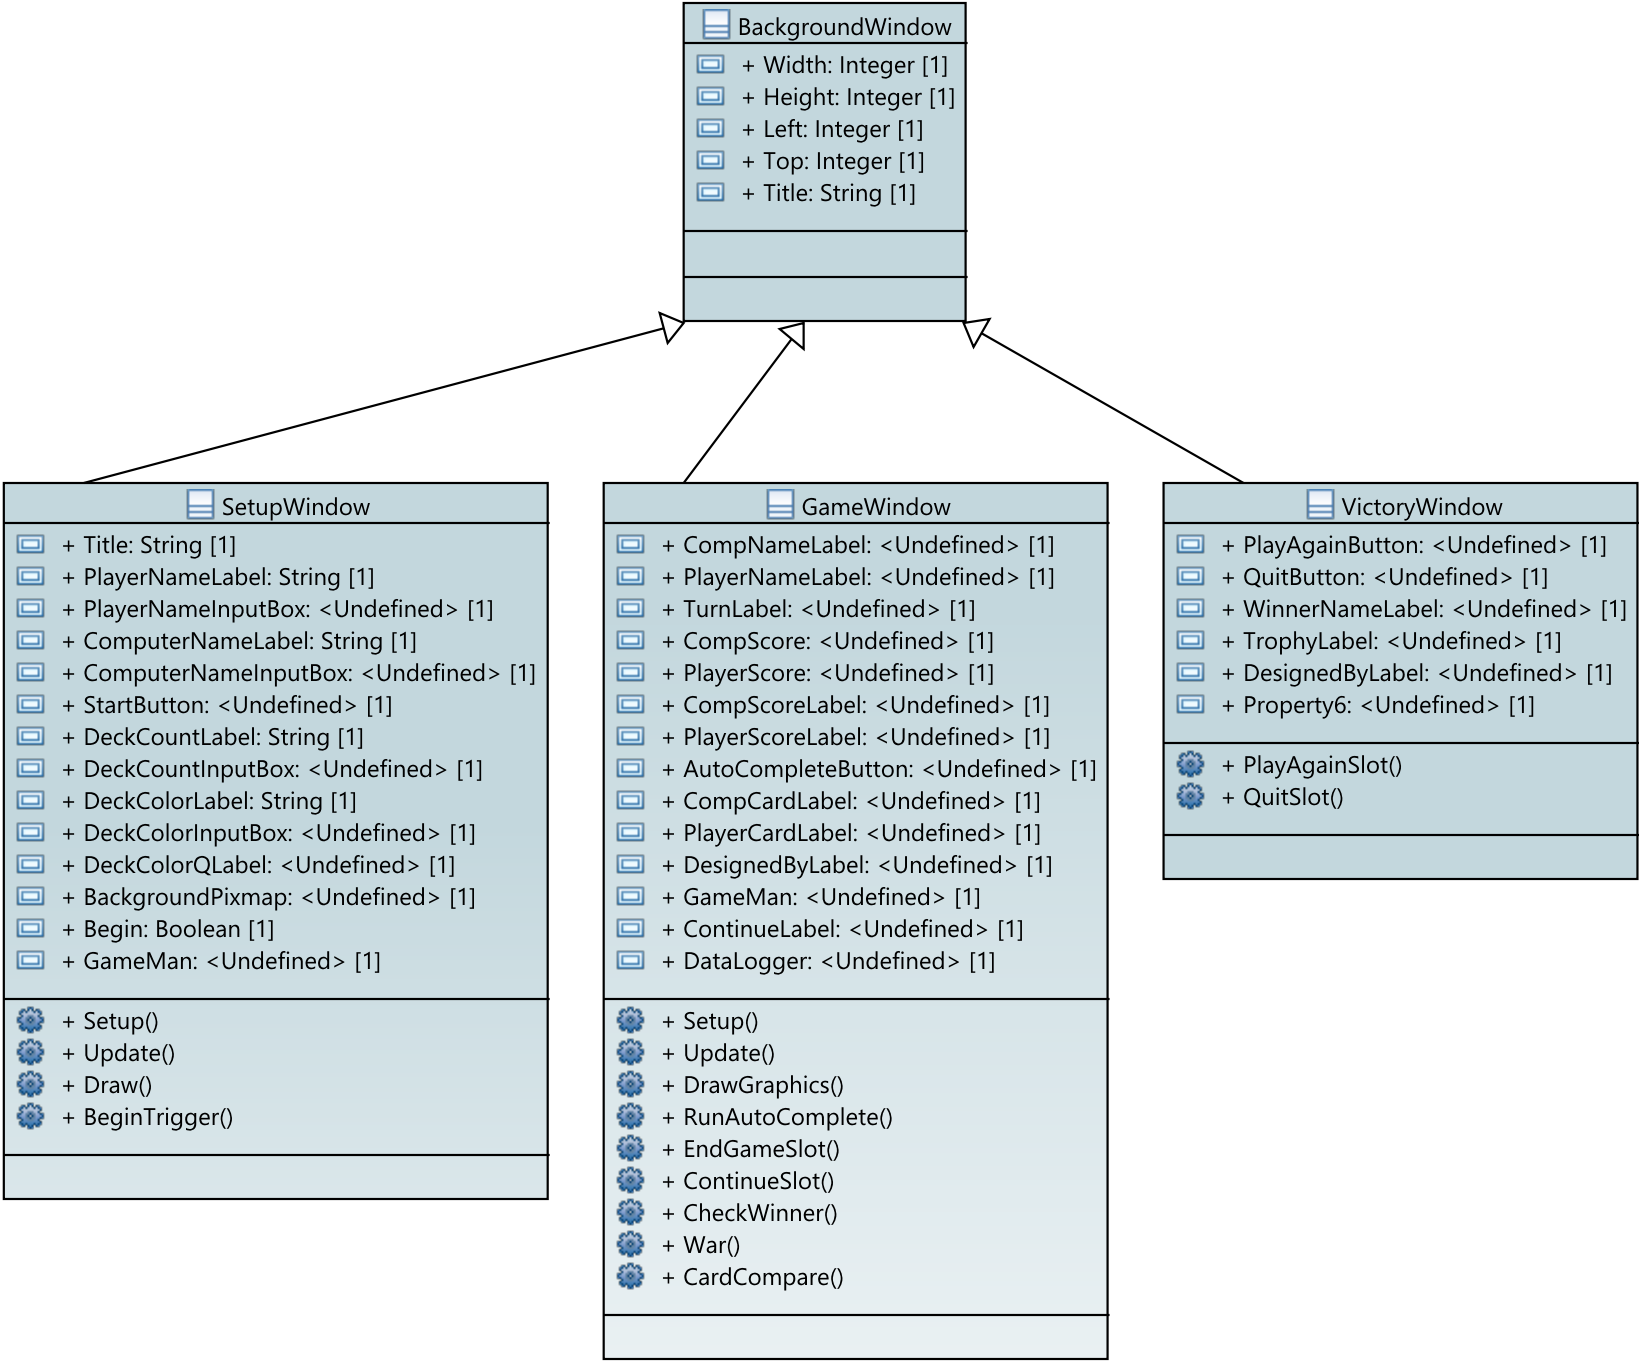 BackgroundWindow
+ Width: Integer [1]
+ Height: Integer [1]
+ Left: Integer [1]
+ Top: Integer [1]
+ Title: String [1]
SetupWindow
+ Title: String [1]
+ PlayerNameLabel: String [1]
+ PlayerNameInputBox: <Undefined> [1]
+ ComputerNameLabel: String [1]
+ ComputerNameInputBox: <Undefined> [1]
+ StartButton: <Undefined> [1]
+ DeckCountLabel: String [1]
+ DeckCountInputBox: <Undefined> [1]
+ DeckColorLabel: String [1]
+ DeckColorInputBox: <Undefined> [1]
+ DeckColorQLabel: <Undefined> [1]
+ BackgroundPixmap: <Undefined> [1]
+ Begin: Boolean [1]
+ GameMan: <Undefined> [1]
+ Setup()
+ Update()
+ Draw()
+ BeginTrigger()
GameWindow
+ CompNameLabel: <Undefined> [1]
+ PlayerNameLabel: <Undefined> [1]
+ TurnLabel: <Undefined> [1]
+ CompScore: <Undefined> [1]
+ PlayerScore: <Undefined> [1]
+ CompScoreLabel: <Undefined> [1]
+ PlayerScoreLabel: <Undefined> [1]
+ AutoCompleteButton: <Undefined> [1]
+ CompCardLabel: <Undefined> [1]
+ PlayerCardLabel: <Undefined> [1]
+ DesignedByLabel: <Undefined> [1]
+ GameMan: <Undefined> [1]
+ ContinueLabel: <Undefined> [1]
+ DataLogger: <Undefined> [1]
+ Setup()
+ Update()
+ DrawGraphics()
+ RunAutoComplete()
+ EndGameSlot()
+ ContinueSlot()
+ CheckWinner()
+ War()
+ CardCompare()
VictoryWindow
+ PlayAgainButton: <Undefined> [1]
+ QuitButton: <Undefined> [1]
+ WinnerNameLabel: <Undefined> [1]
+ TrophyLabel: <Undefined> [1]
+ DesignedByLabel: <Undefined> [1]
+ Property6: <Undefined> [1]
+ PlayAgainSlot()
+ QuitSlot()